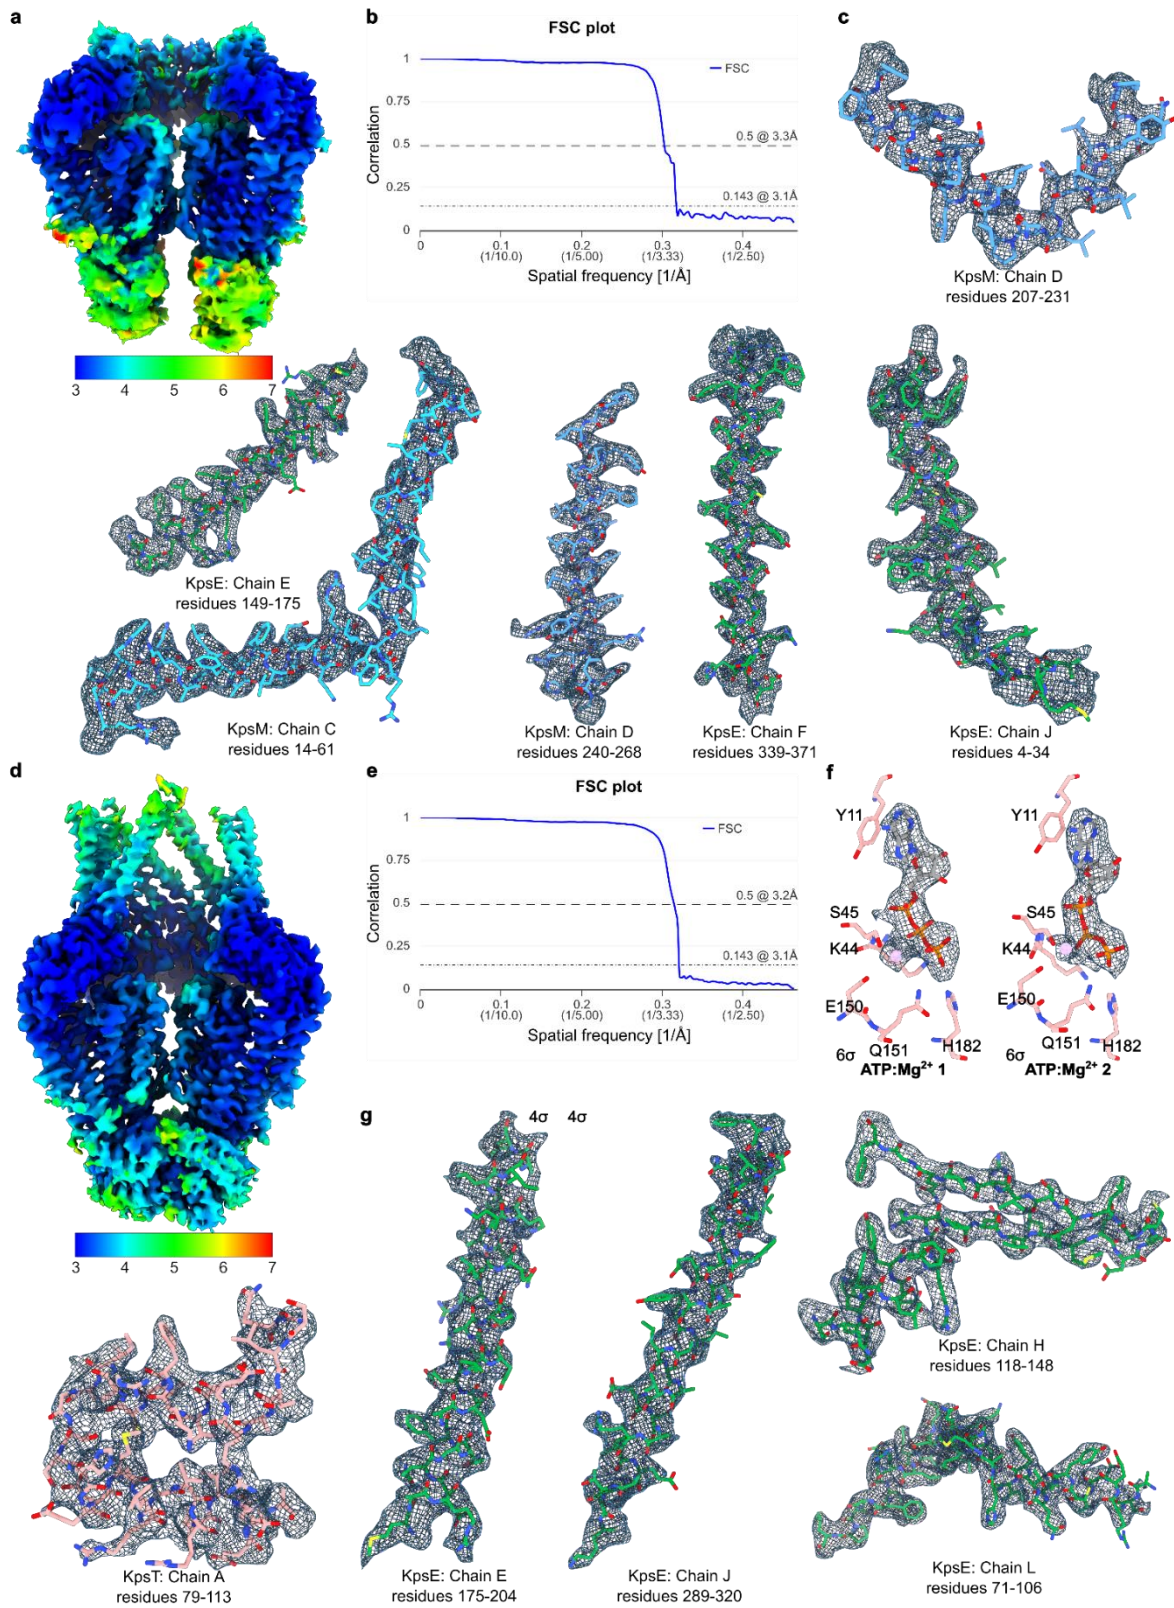 a
3 4 5 6 7
b
FSC plot
FSC
Correlation
1
0.75
0.5
0.25
0
0.5 @ 3.3Å
0.143 @ 3.1Å
0 0.1 0.2 0.3 0.4
(1/10.0) (1/5.00) (1/3.33) (1/2.50)
Spatial frequency [1/Å]
c
KpsM: Chain D
residues 207-231
KpsE: Chain E
residues 149-175
KpsM: Chain C
residues 14-61
KpsM: Chain D
residues 240-268
KpsE: Chain F
residues 339-371
KpsE: Chain J
residues 4-34
d
3 4 5 6 7
e
FSC plot
FSC
Correlation
1
0.75
0.5
0.25
0
0.5 @ 3.2Å
0.143 @ 3.1Å
0 0.1 0.2 0.3 0.4
(1/10.0) (1/5.00) (1/3.33) (1/2.50)
Spatial frequency [1/Å]
f
Y11
S45
K44
E150
Q151
H182
6σ
ATP:Mg²⁺ 1
Y11
S45
K44
E150
Q151
H182
6σ
ATP:Mg²⁺ 2
g
4σ 4σ
KpsT: Chain A
residues 79-113
KpsE: Chain E
residues 175-204
KpsE: Chain J
residues 289-320
KpsE: Chain H
residues 118-148
KpsE: Chain L
residues 71-106